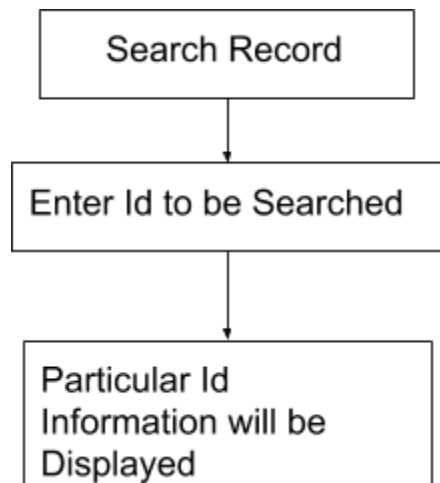 Search Record
Enter Id to be Searched
Particular Id
Information will be
Displayed